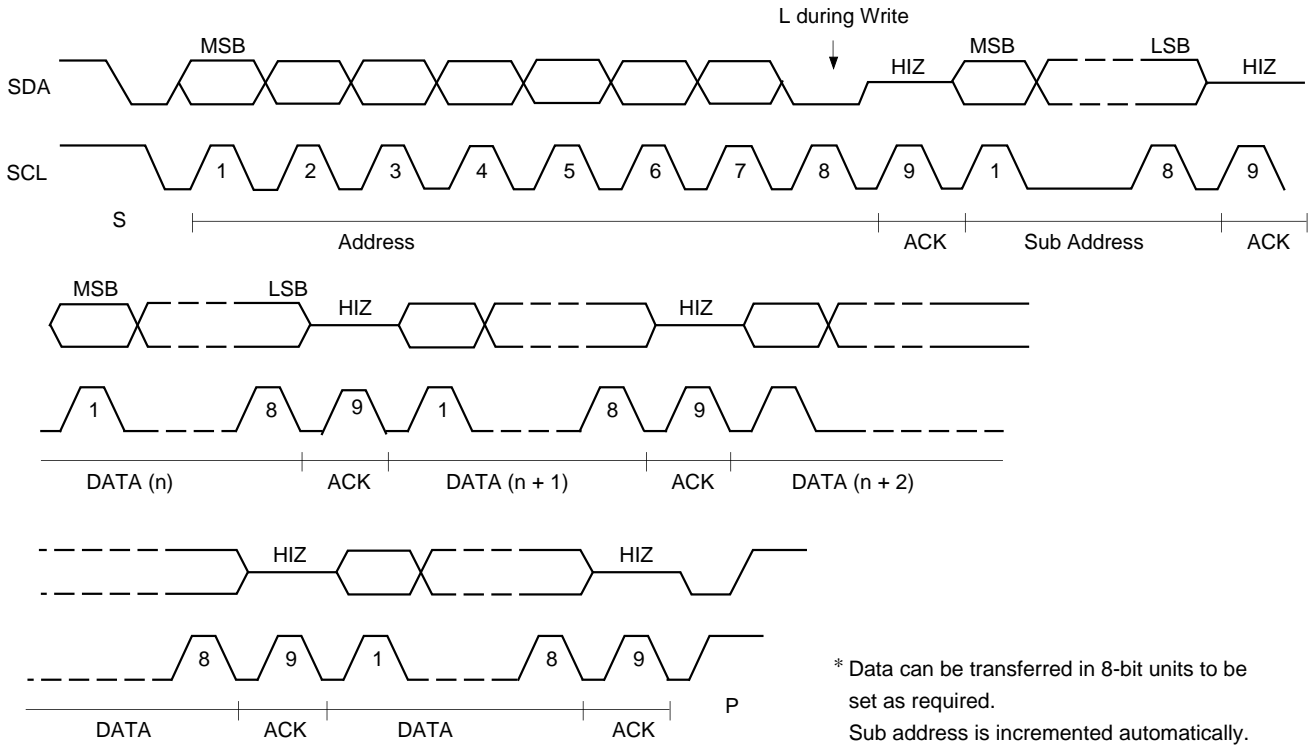 L during Write
MSB MSB LSB
HIZ HIZ
SDA
SCL 1 2 3 4 5 6 7 8 9 1 8 9
S
Address ACK Sub Address ACK
MSB LSB HIZ HIZ
1 8 9 1 8 9
DATA (n) ACK DATA (n + 1) ACK DATA (n + 2)
HIZ HIZ
8 9 1 8 9
P
DATA ACK DATA ACK
* Data can be transferred in 8-bit units to be
set as required.
Sub address is incremented automatically.